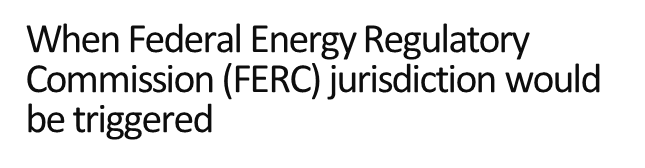 When Federal Energy Regulatory
Commission (FERC) jurisdiction would
be triggered